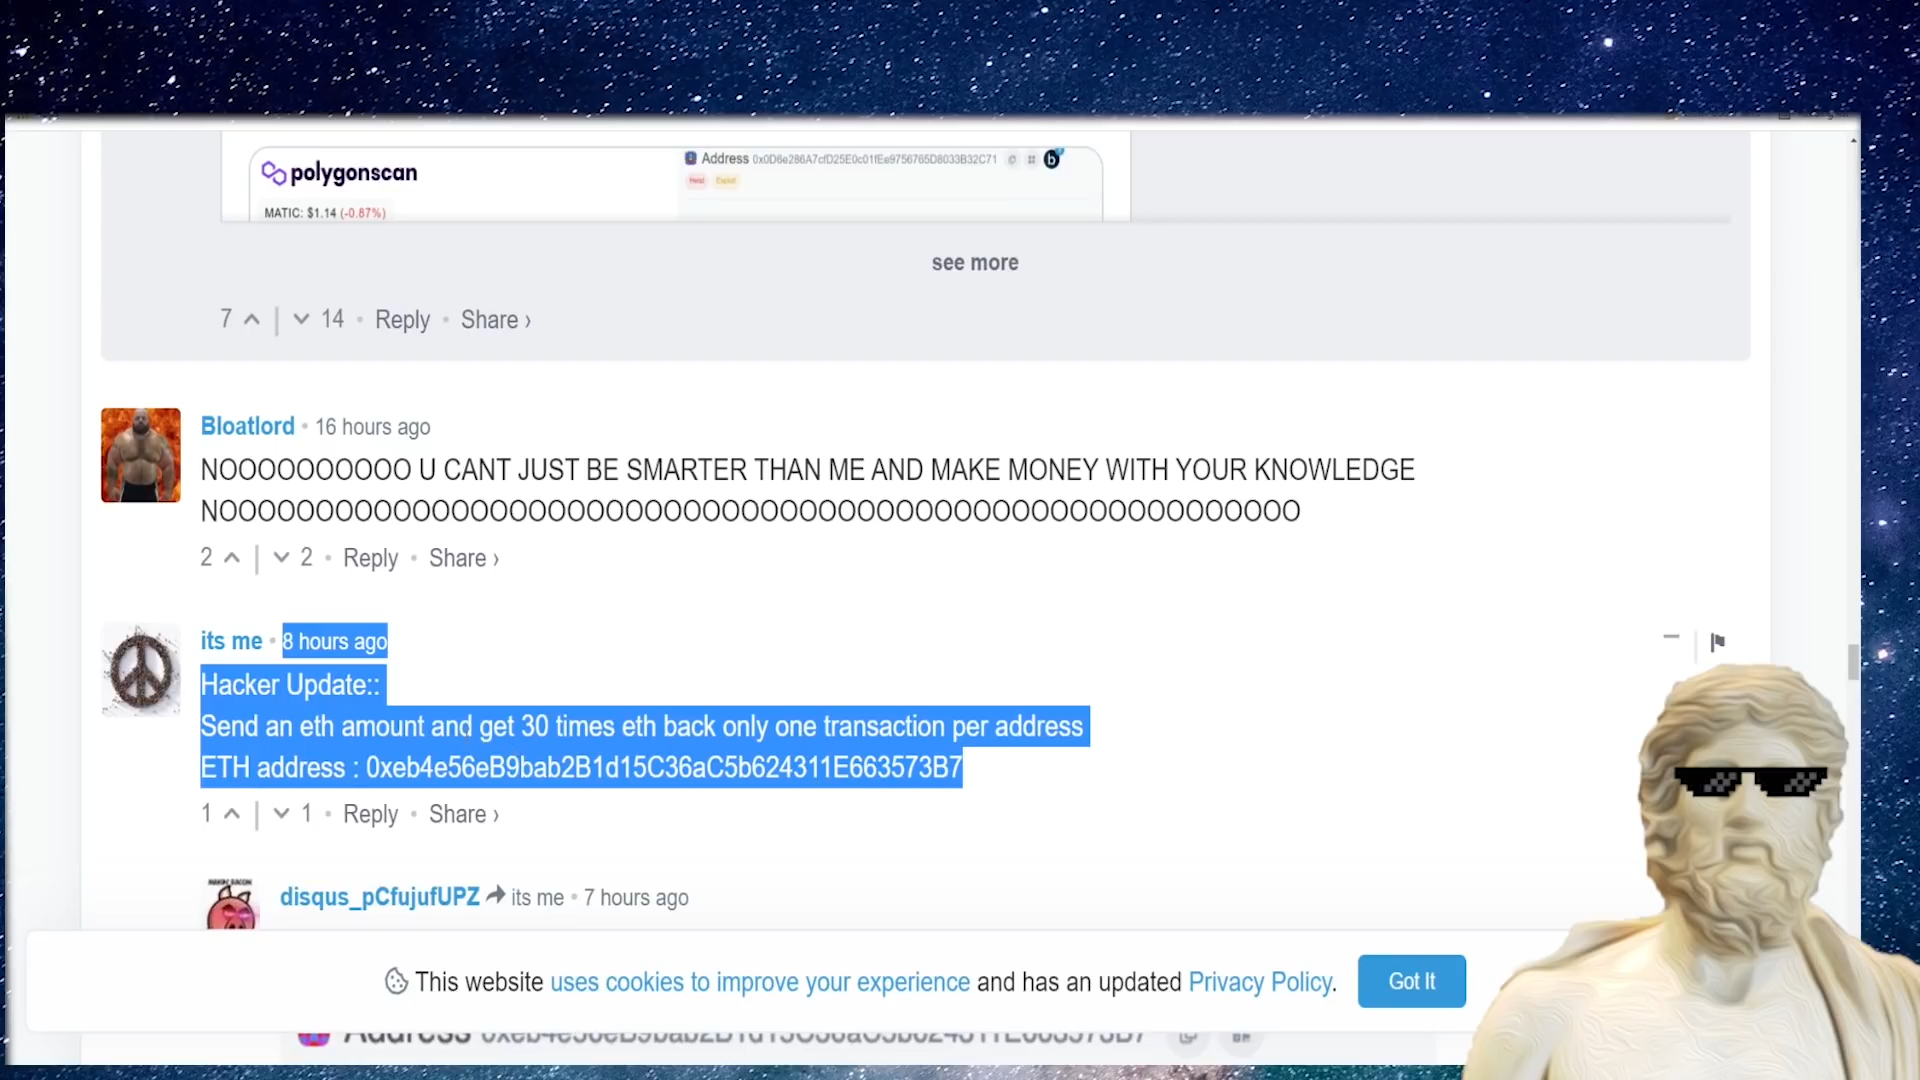 polygonscan
Address 0x0D6e286A7cfD25E0c01fEe9756765D8033B32C71
Heist Exploit
MATIC: $1.14 (-0.87%)
see more
7 14 • Reply • Share ›
Bloatlord • 16 hours ago
NOOOOOOOOOO U CANT JUST BE SMARTER THAN ME AND MAKE MONEY WITH YOUR KNOWLEDGE
NOOOOOOOOOOOOOOOOOOOOOOOOOOOOOOOOOOOOOOOOOOOOOOOOOOOOOOOO
2 2 • Reply • Share ›
its me • 8 hours ago
Hacker Update::
Send an eth amount and get 30 times eth back only one transaction per address
ETH address : 0xeb4e56eB9bab2B1d15C36aC5b624311E663573B7
1 1 • Reply • Share ›
disqus_pCfujufUPZ its me • 7 hours ago
This website uses cookies to improve your experience and has an updated Privacy Policy. Got It
Address 0xeb4e56eB9bab2B1d15C36aC5b624311E663573B7